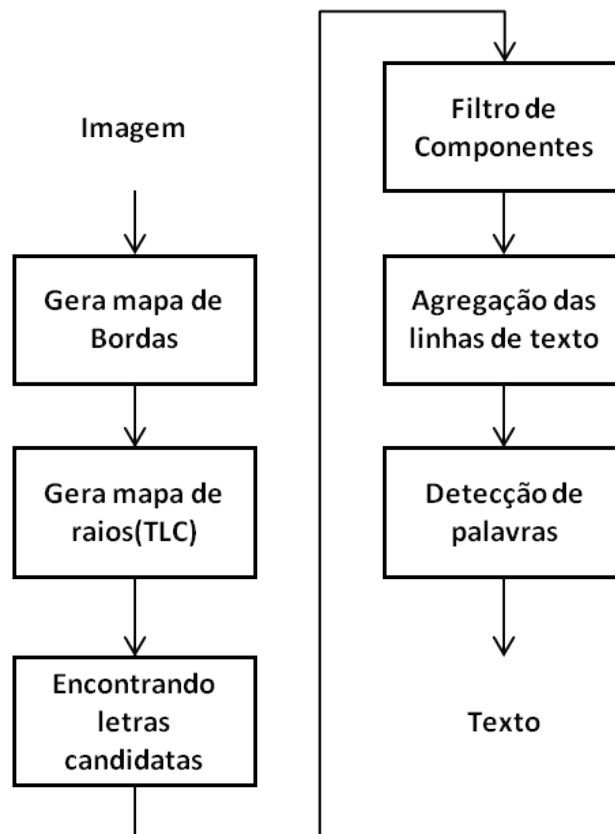 Imagem
Gera mapa de
Bordas
Gera mapa de
raios(TLC)
Encontrando
letras
candidatas
Filtro de
Componentes
Agregação das
linhas de texto
Detecção de
palavras
Texto